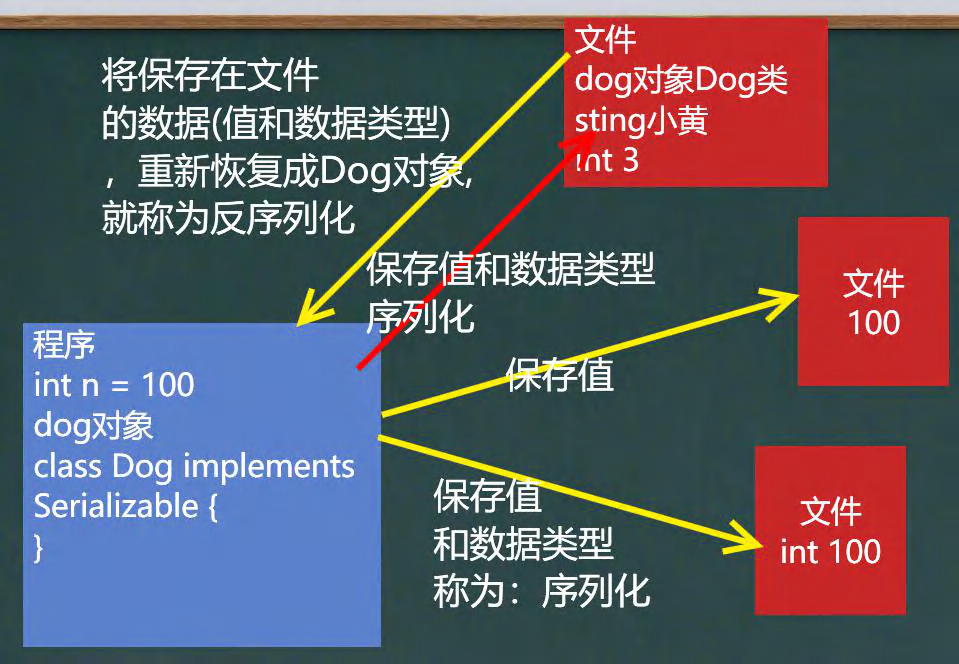 将保存在文件
的数据(值和数据类型)
，重新恢复成Dog对象,
就称为反序列化
文件
dog对象Dog类
sting小黄
int 3
保存值和数据类型
序列化
文件
100
保存值
程序
int n = 100
dog对象
class Dog implements
Serializable {
}
保存值
和数据类型
称为：序列化
文件
int 100